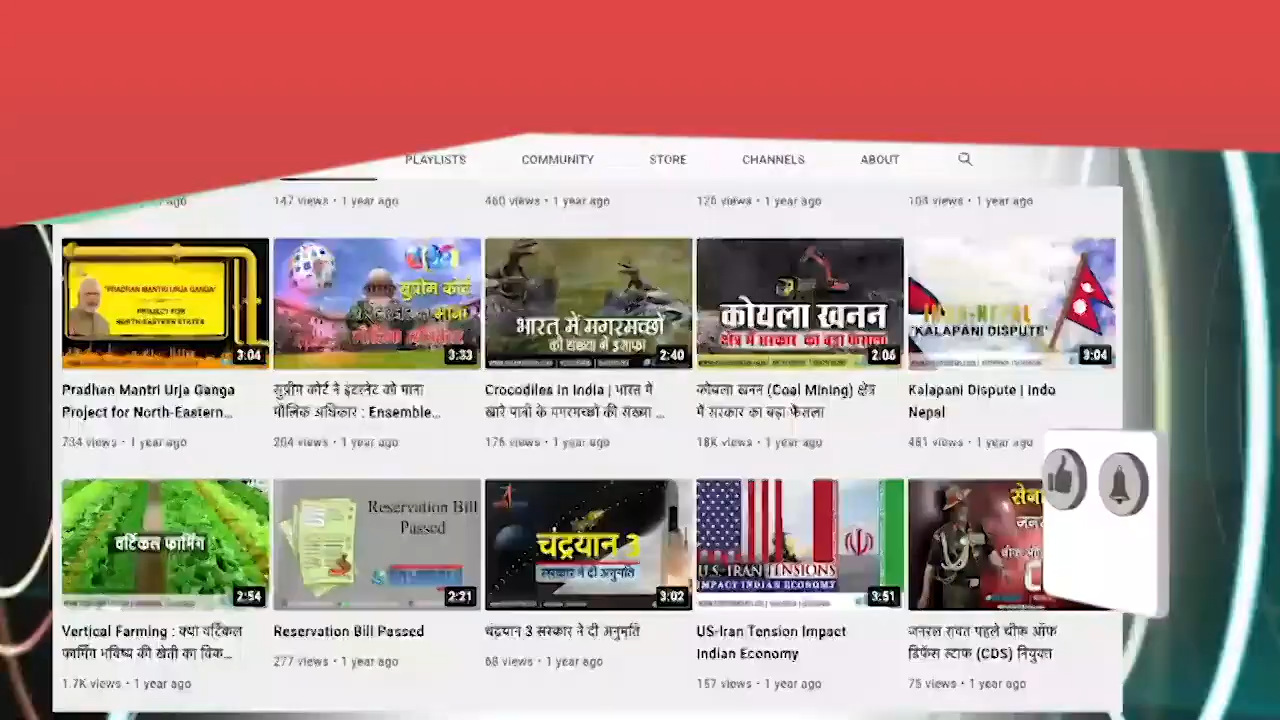 PLAYLISTS COMMUNITY STORE CHANNELS ABOUT
ago 147 views • 1 year ago 460 views • 1 year ago 126 views • 1 year ago 103 views • 1 year ago
"PRADHAN MANTRI URJA GANGA"
PROJECT FOR
NORTH-EASTERN STATES
3:04
सुप्रीम कोर्ट
3:33
भारत में मगरमच्छों
की संख्या में इजाफा
2:40
कोयला खनन
क्षेत्र में सरकार का बड़ा फैसला
2:06
INDO-NEPAL
"KALAPANI DISPUTE"
3:04
Pradhan Mantri Urja Ganga
Project for North-Eastern...
734 views • 1 year ago
सुप्रीम कोर्ट ने इंटरनेट को माना
मौलिक अधिकार : Ensemble...
204 views • 1 year ago
Crocodiles in India | भारत में
खारे पानी के मगरमच्छों की संख्या ...
176 views • 1 year ago
कोयला खनन (Coal Mining) क्षेत्र
में सरकार का बड़ा फैसला
18K views • 1 year ago
Kalapani Dispute | Indo
Nepal
481 views • 1 year ago
वर्टिकल फार्मिंग
2:54
Reservation Bill
Passed
2:21
चंद्रयान 3
सरकार ने दी अनुमति
3:02
U.S-IRAN TENSIONS
IMPACT INDIAN ECONOMY
3:51
Vertical Farming : क्या वर्टिकल
फार्मिंग भविष्य की खेती का विक...
1.7K views • 1 year ago
Reservation Bill Passed
277 views • 1 year ago
चंद्रयान 3 सरकार ने दी अनुमति
68 views • 1 year ago
US-Iran Tension Impact
Indian Economy
157 views • 1 year ago
जनरल रावत पहले चीफ ऑफ
डिफेंस स्टाफ (CDS) नियुक्त
75 views • 1 year ago